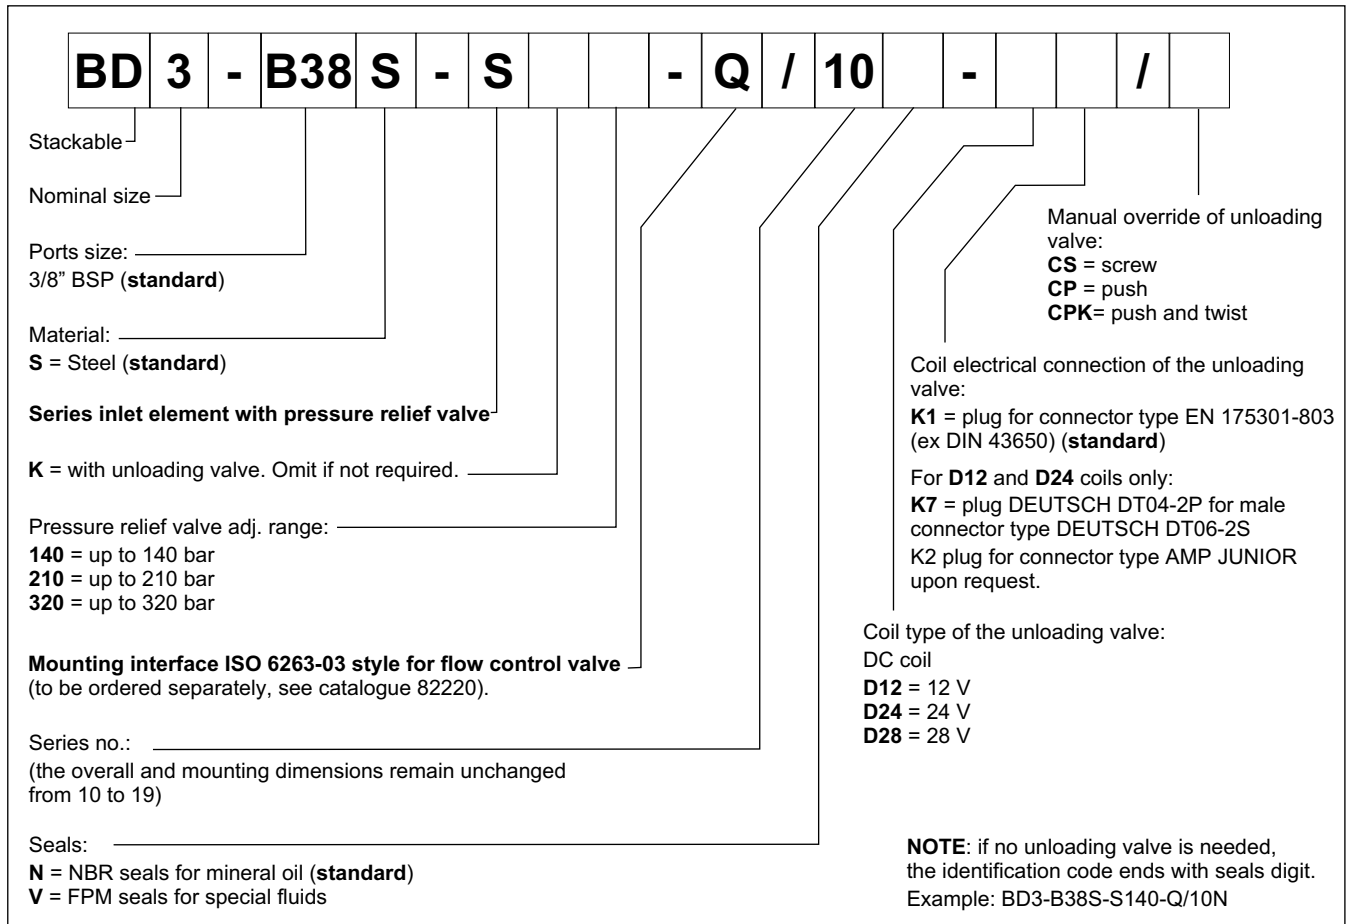 BD 3 - B38 S - S - Q / 10 - /
Stackable
Nominal size
Ports size:
3/8” BSP (standard)
Material:
S = Steel (standard)
Series inlet element with pressure relief valve
K = with unloading valve. Omit if not required.
Pressure relief valve adj. range:
140 = up to 140 bar
210 = up to 210 bar
320 = up to 320 bar
Mounting interface ISO 6263-03 style for flow control valve
(to be ordered separately, see catalogue 82220).
Series no.:
(the overall and mounting dimensions remain unchanged
from 10 to 19)
Seals:
N = NBR seals for mineral oil (standard)
V = FPM seals for special fluids
Manual override of unloading
valve:
CS = screw
CP = push
CPK= push and twist
Coil electrical connection of the unloading
valve:
K1 = plug for connector type EN 175301-803
(ex DIN 43650) (standard)
For D12 and D24 coils only:
K7 = plug DEUTSCH DT04-2P for male
connector type DEUTSCH DT06-2S
K2 plug for connector type AMP JUNIOR
upon request.
Coil type of the unloading valve:
DC coil
D12 = 12 V
D24 = 24 V
D28 = 28 V
NOTE: if no unloading valve is needed,
the identification code ends with seals digit.
Example: BD3-B38S-S140-Q/10N